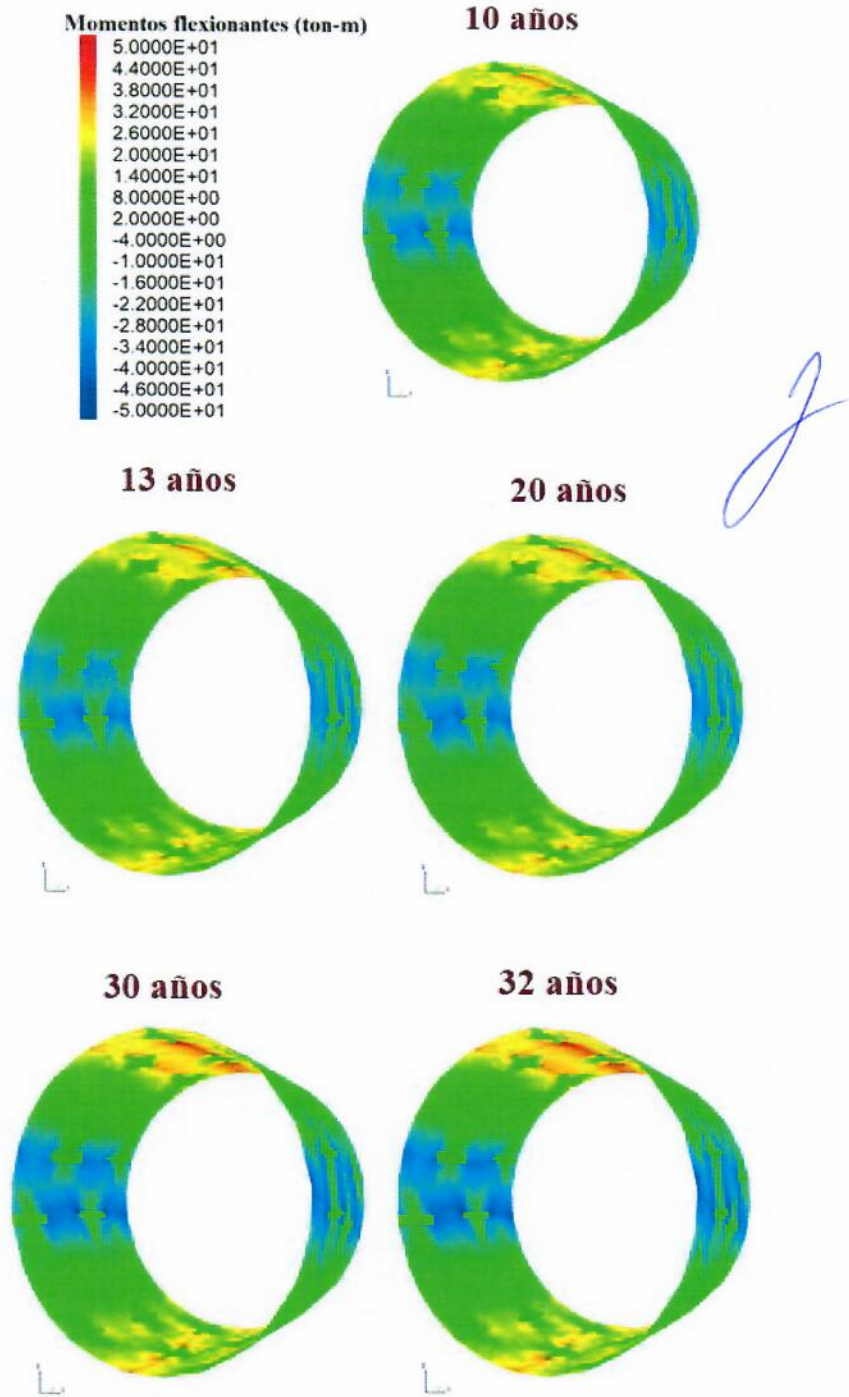 Momentos flexionantes (ton-m)
5.0000E+01
4.4000E+01
3.8000E+01
3.2000E+01
2.6000E+01
2.0000E+01
1.4000E+01
8.0000E+00
2.0000E+00
-4.0000E+00
-1.0000E+01
-1.6000E+01
-2.2000E+01
-2.8000E+01
-3.4000E+01
-4.0000E+01
-4.6000E+01
-5.0000E+01
10 años
13 años
20 años
30 años
32 años